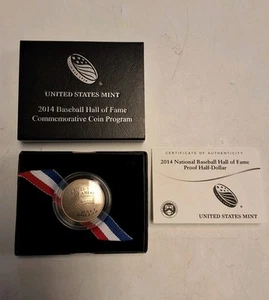 UNITED STATES MINT
2014 Baseball Hall of Fame
Commemorative Coin Program
CERTIFICATE OF AUTHENTICITY
2014 National Baseball Hall of Fame
Proof Half-Dollar
UNITED STATES MINT